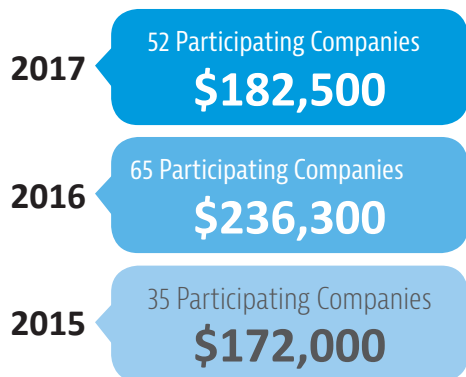 2017
52 Participating Companies
$182,500
2016
65 Participating Companies
$236,300
2015
35 Participating Companies
$172,000